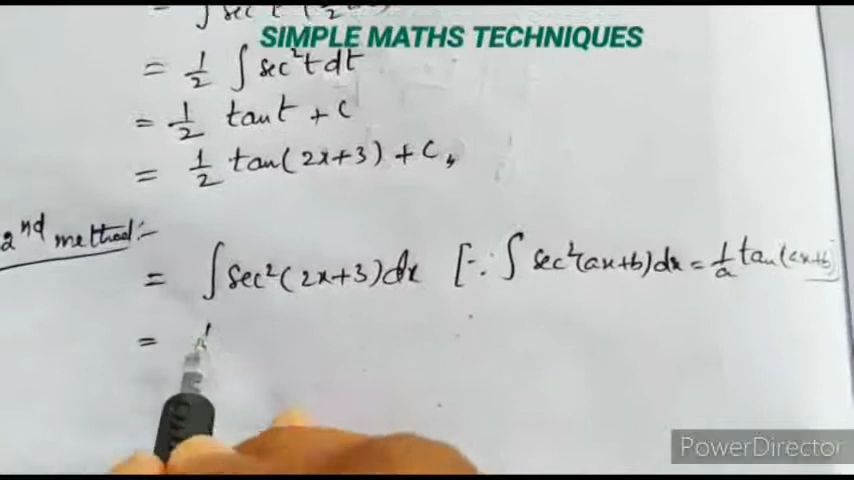 = ∫ sec² t (
SIMPLE MATHS TECHNIQUES
= 1/2 ∫ sec²t dt
= 1/2 tan t + C
= 1/2 tan(2x+3) + C,,
2nd method:-
= ∫ sec²(2x+3)dx [∵ ∫ sec²(ax+b)dx = 1/a tan(ax+b)
=
PowerDirector